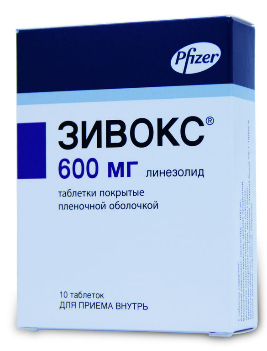 Pfizer
ЗИВОКС®
600 мг линезолид
таблетки покрытые
пленочной оболочкой
10 таблеток
ДЛЯ ПРИЕМА ВНУТРЬ